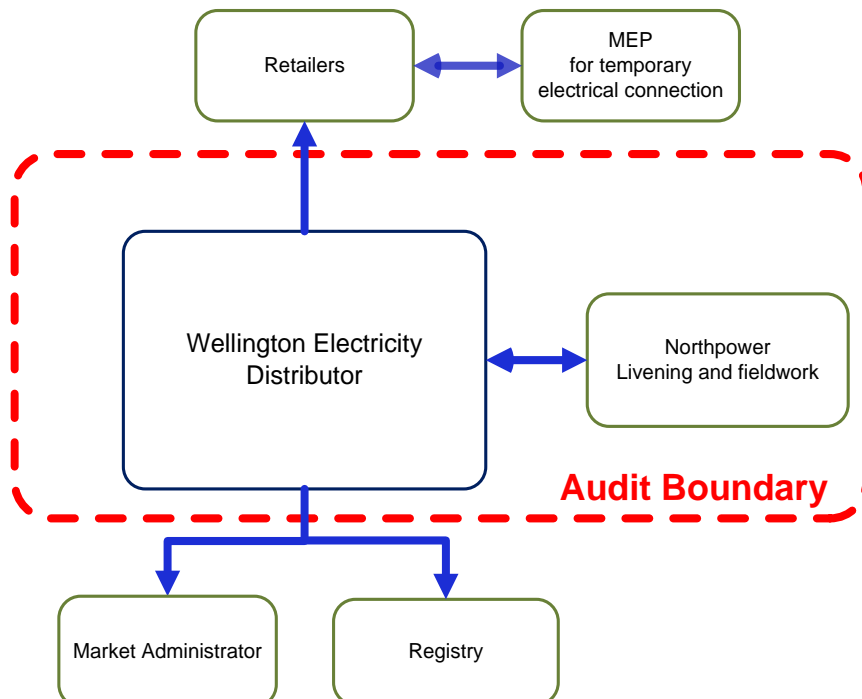 Retailers
MEP
for temporary
electrical connection
Wellington Electricity
Distributor
Northpower
Livening and fieldwork
Audit Boundary
Market Administrator
Registry